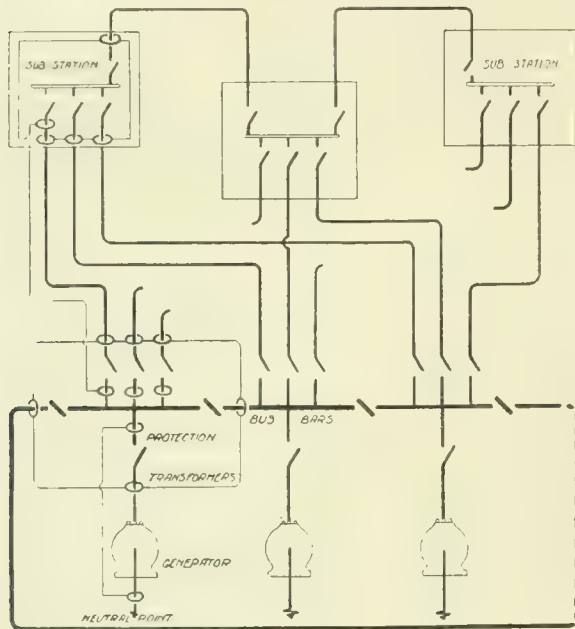 SUB STATION
SUB STATION
BUS BARS
PROTECTION
TRANSFORMERS
GENERATOR
NEUTRAL POINT